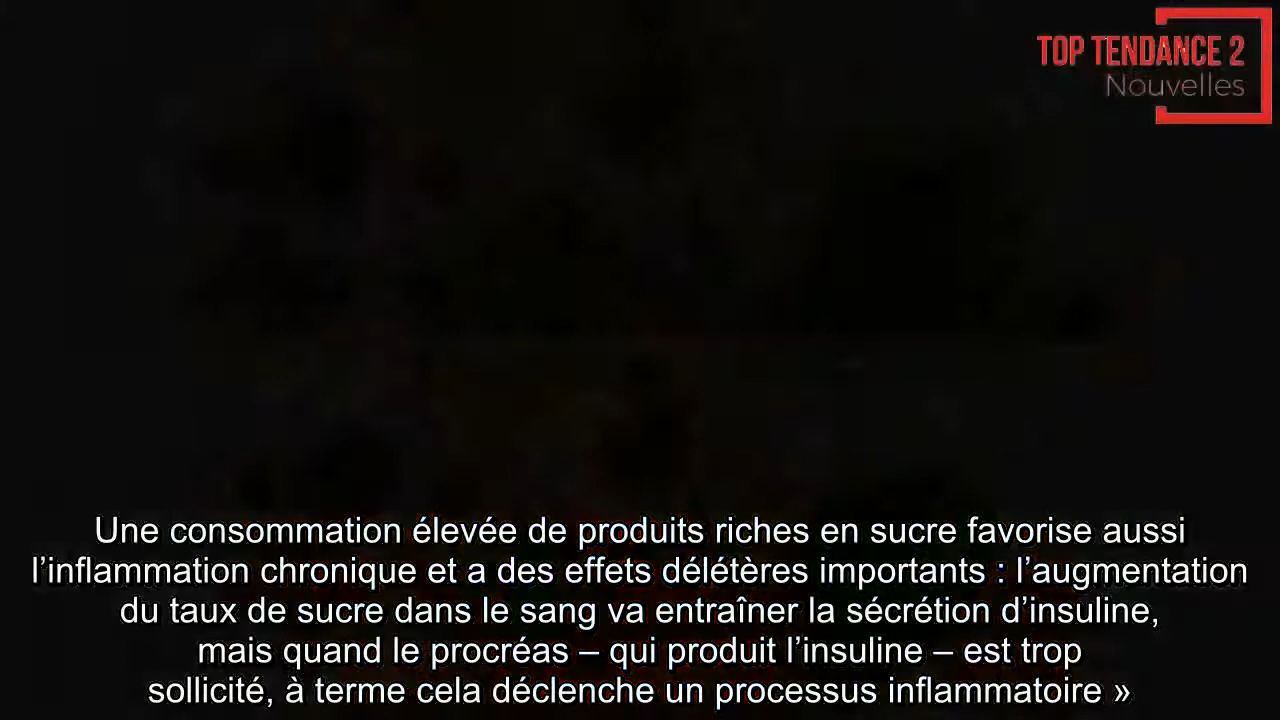 TOP TENDANCE 2
Nouvelles
Une consommation élevée de produits riches en sucre favorise aussi
l’inflammation chronique et a des effets délétères importants : l’augmentation
du taux de sucre dans le sang va entraîner la sécrétion d’insuline,
mais quand le procréas – qui produit l’insuline – est trop
sollicité, à terme cela déclenche un processus inflammatoire »